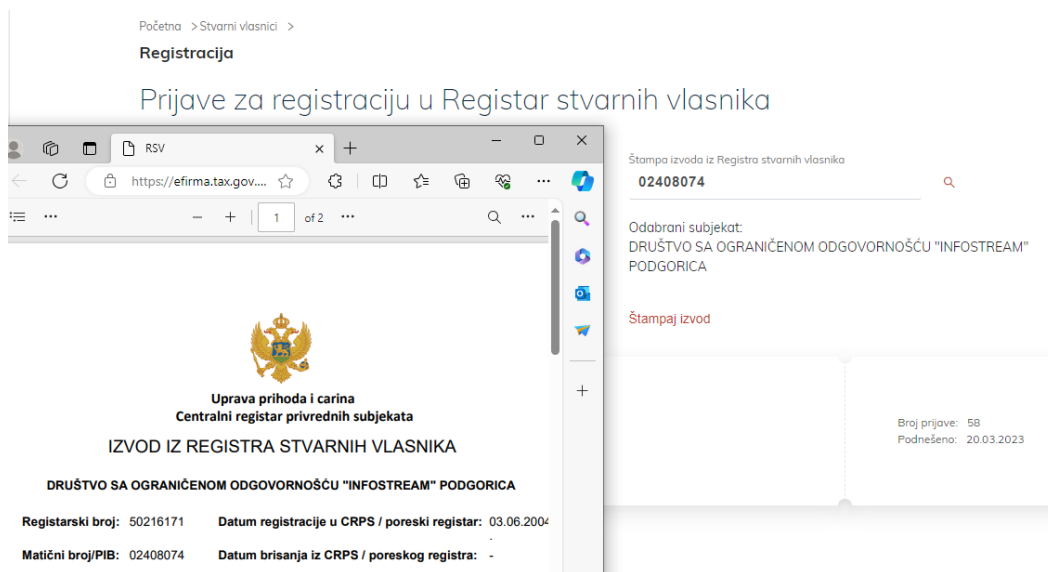 Početna > Stvarni vlasnici >
Registracija
Prijave za registraciju u Registar stvarnih vlasnika
RSV
https://efirma.tax.gov....
1 of 2
Uprava prihoda i carina
Centralni registar privrednih subjekata
IZVOD IZ REGISTRA STVARNIH VLASNIKA
DRUŠTVO SA OGRANIČENOM ODGOVORNOŠĆU "INFOSTREAM" PODGORICA
Registarski broj: 50216171 Datum registracije u CRPS / poreski registar: 03.06.2004
-
Matični broj/PIB: 02408074 Datum brisanja iz CRPS / poreskog registra: -
Štampa izvoda iz Registra stvarnih vlasnika
02408074
Odabrani subjekat:
DRUŠTVO SA OGRANIČENOM ODGOVORNOŠĆU "INFOSTREAM"
PODGORICA
Štampaj izvod
Broj prijave: 58
Podnešeno: 20.03.2023